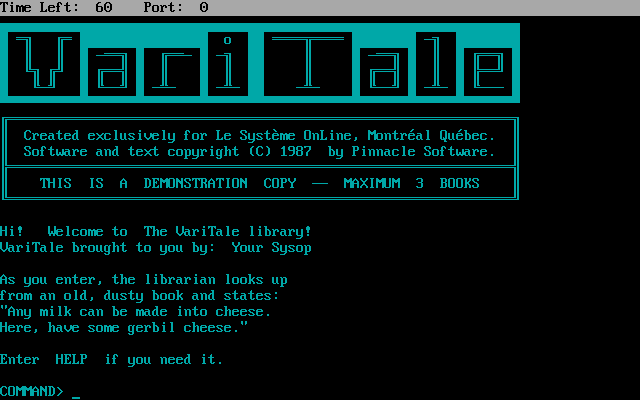 Time Left:  60    Port:  0
VariTale
Created exclusively for Le Système OnLine, Montréal Québec.
Software and text copyright (C) 1987  by Pinnacle Software.
THIS  IS  A  DEMONSTRATION  COPY  ──  MAXIMUM  3  BOOKS
Hi!   Welcome to  The VariTale library!
VariTale brought to you by:  Your Sysop
As you enter, the librarian looks up
from an old, dusty book and states:
"Any milk can be made into cheese.
Here, have some gerbil cheese."
Enter  HELP  if you need it.
COMMAND> _